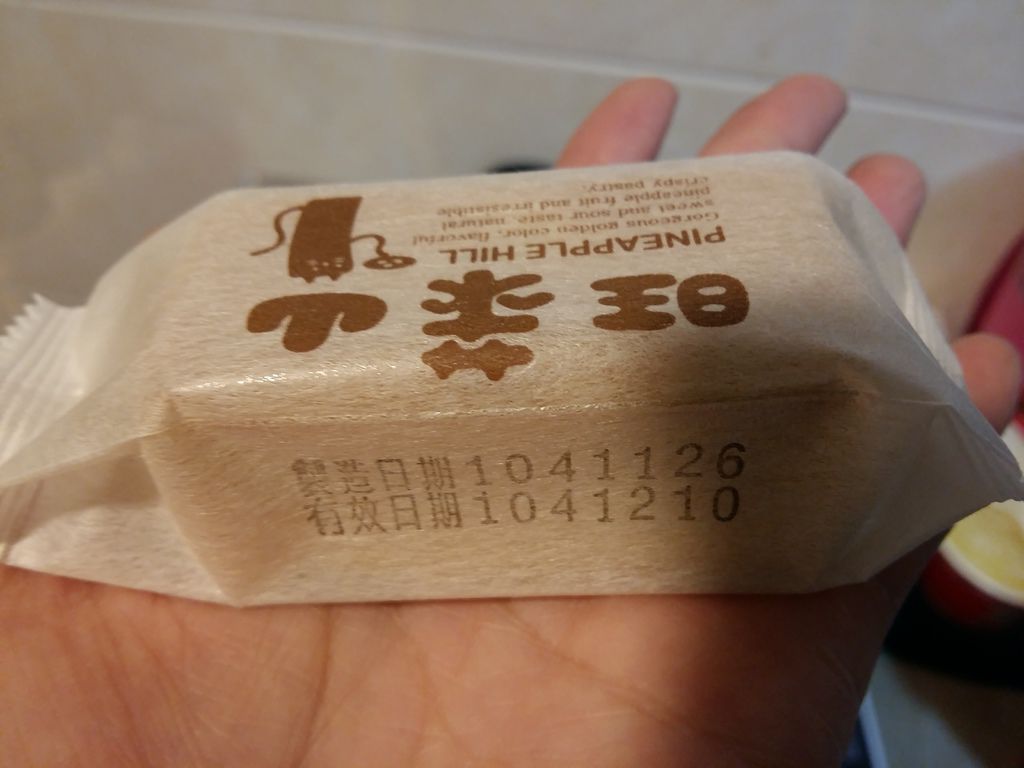 旺萊山
PINEAPPLE HILL
Gorgeous golden color, flavorful
sweet and sour taste, natural
pineapple fruit and irresistible
crispy pastry.
製造日期1041126
有效日期1041210